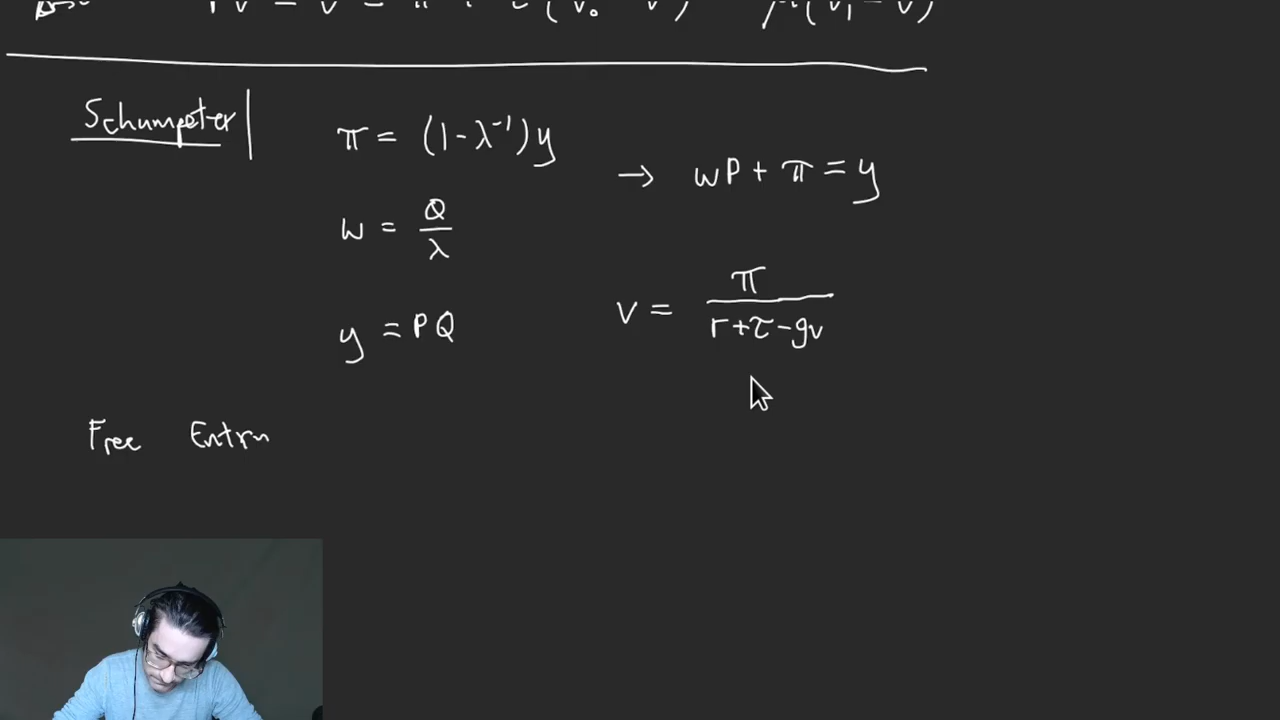 Schumpeter
π = (1 - λ⁻¹) y
→ wP + π = y
w = Q/λ
v = π/(r + τ - gv)
y = PQ
Free Entry